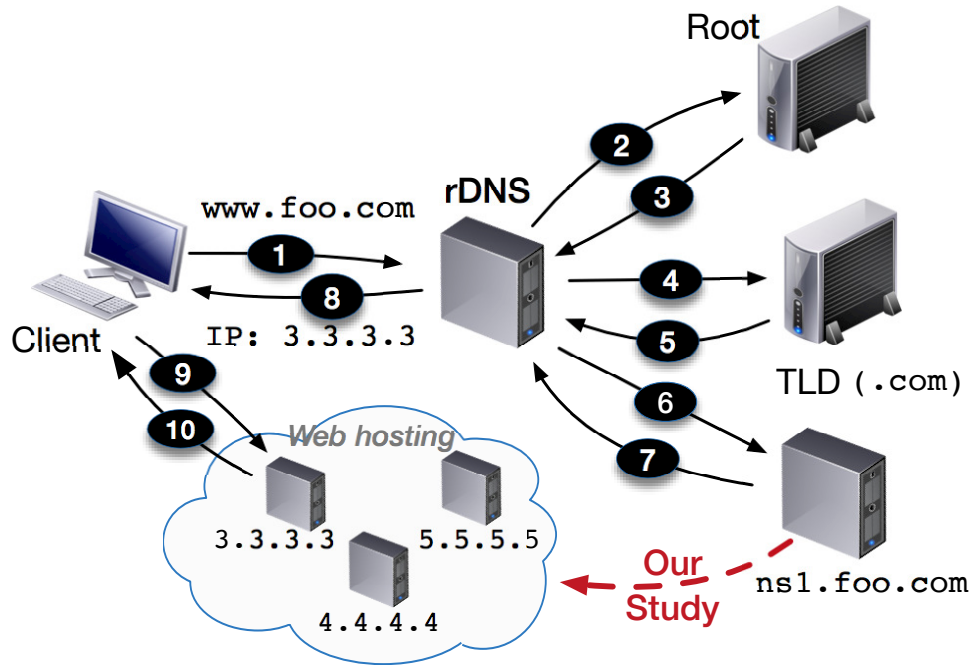 Root
2
rDNS
3
www.foo.com
1
4
8
5
IP: 3.3.3.3
Client
TLD (.com)
9
6
10
Web hosting
7
3.3.3.3
5.5.5.5
4.4.4.4
Our
Study
ns1.foo.com